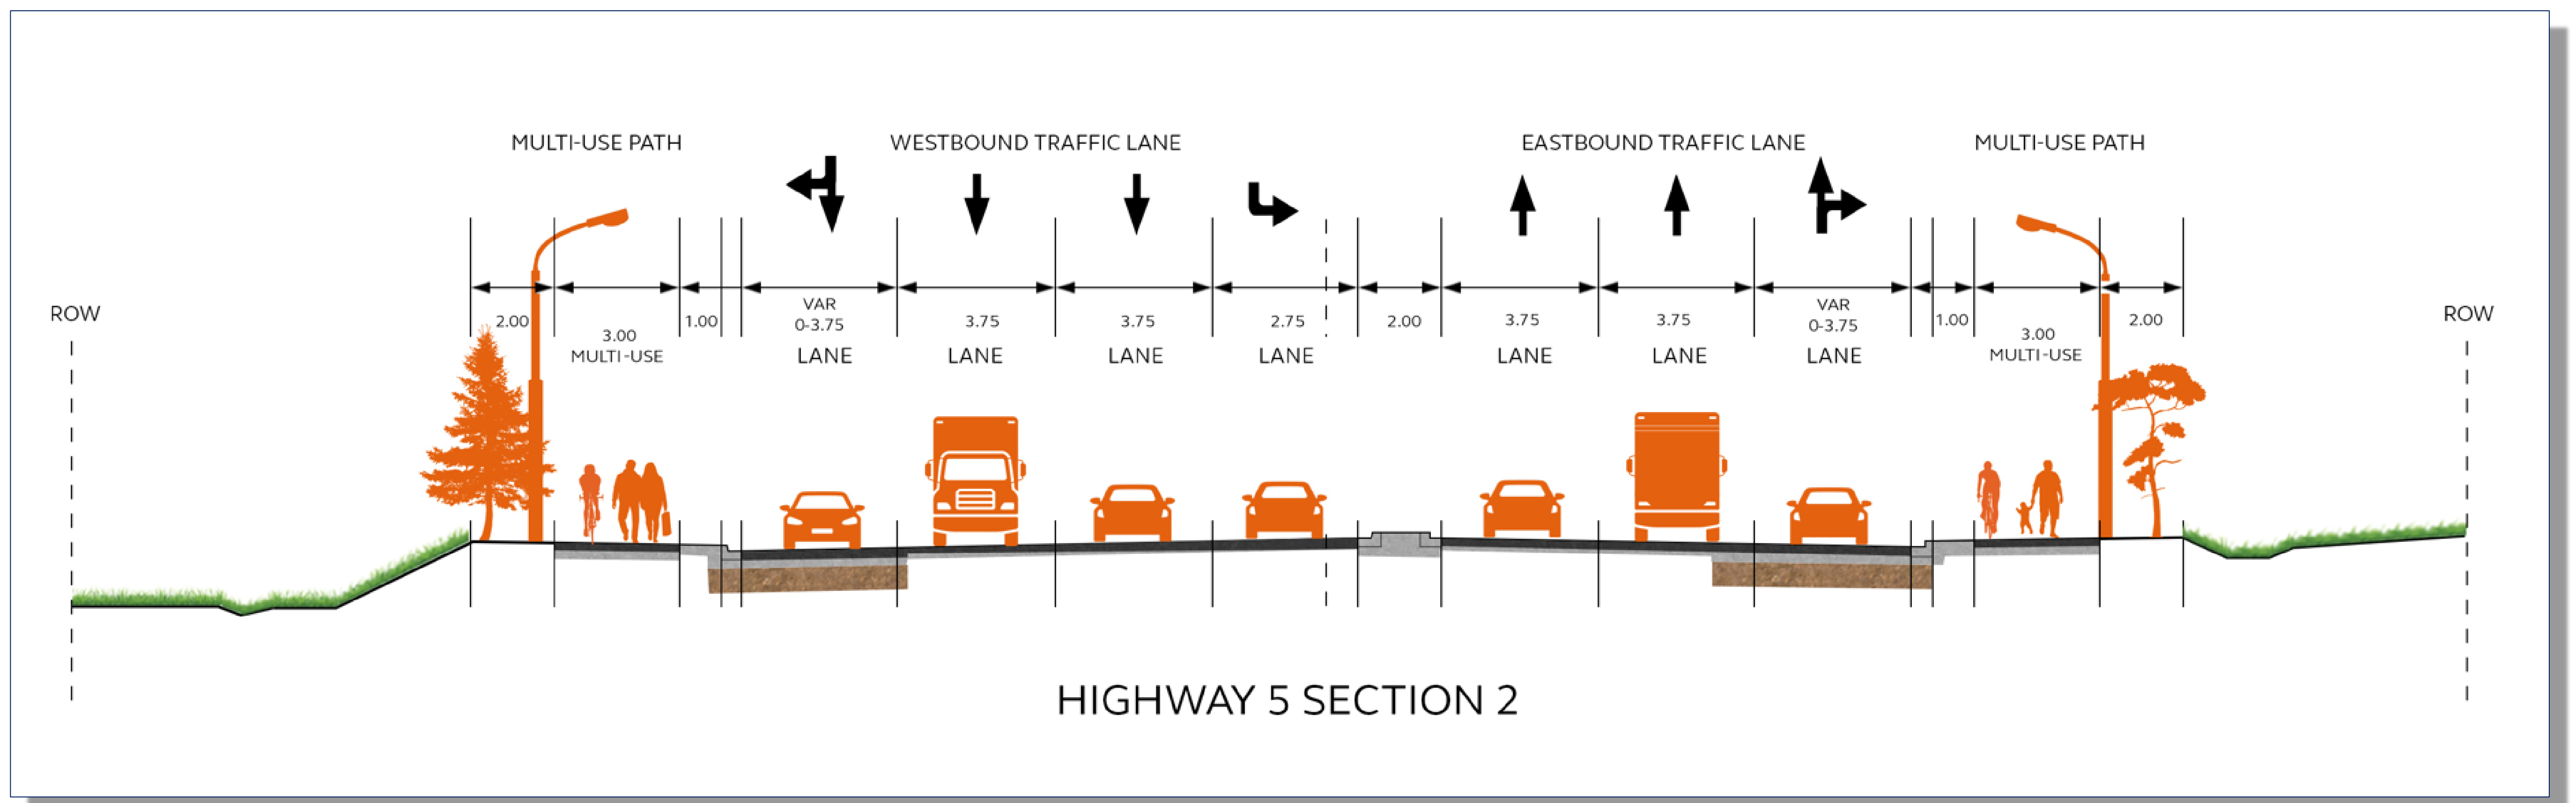 MULTI-USE PATH
WESTBOUND TRAFFIC LANE
EASTBOUND TRAFFIC LANE
MULTI-USE PATH
ROW
2.00
3.00
MULTI-USE
1.00
VAR
0-3.75
LANE
3.75
LANE
3.75
LANE
2.75
LANE
2.00
3.75
LANE
3.75
LANE
VAR
0-3.75
LANE
1.00
3.00
MULTI-USE
2.00
ROW
HIGHWAY 5 SECTION 2